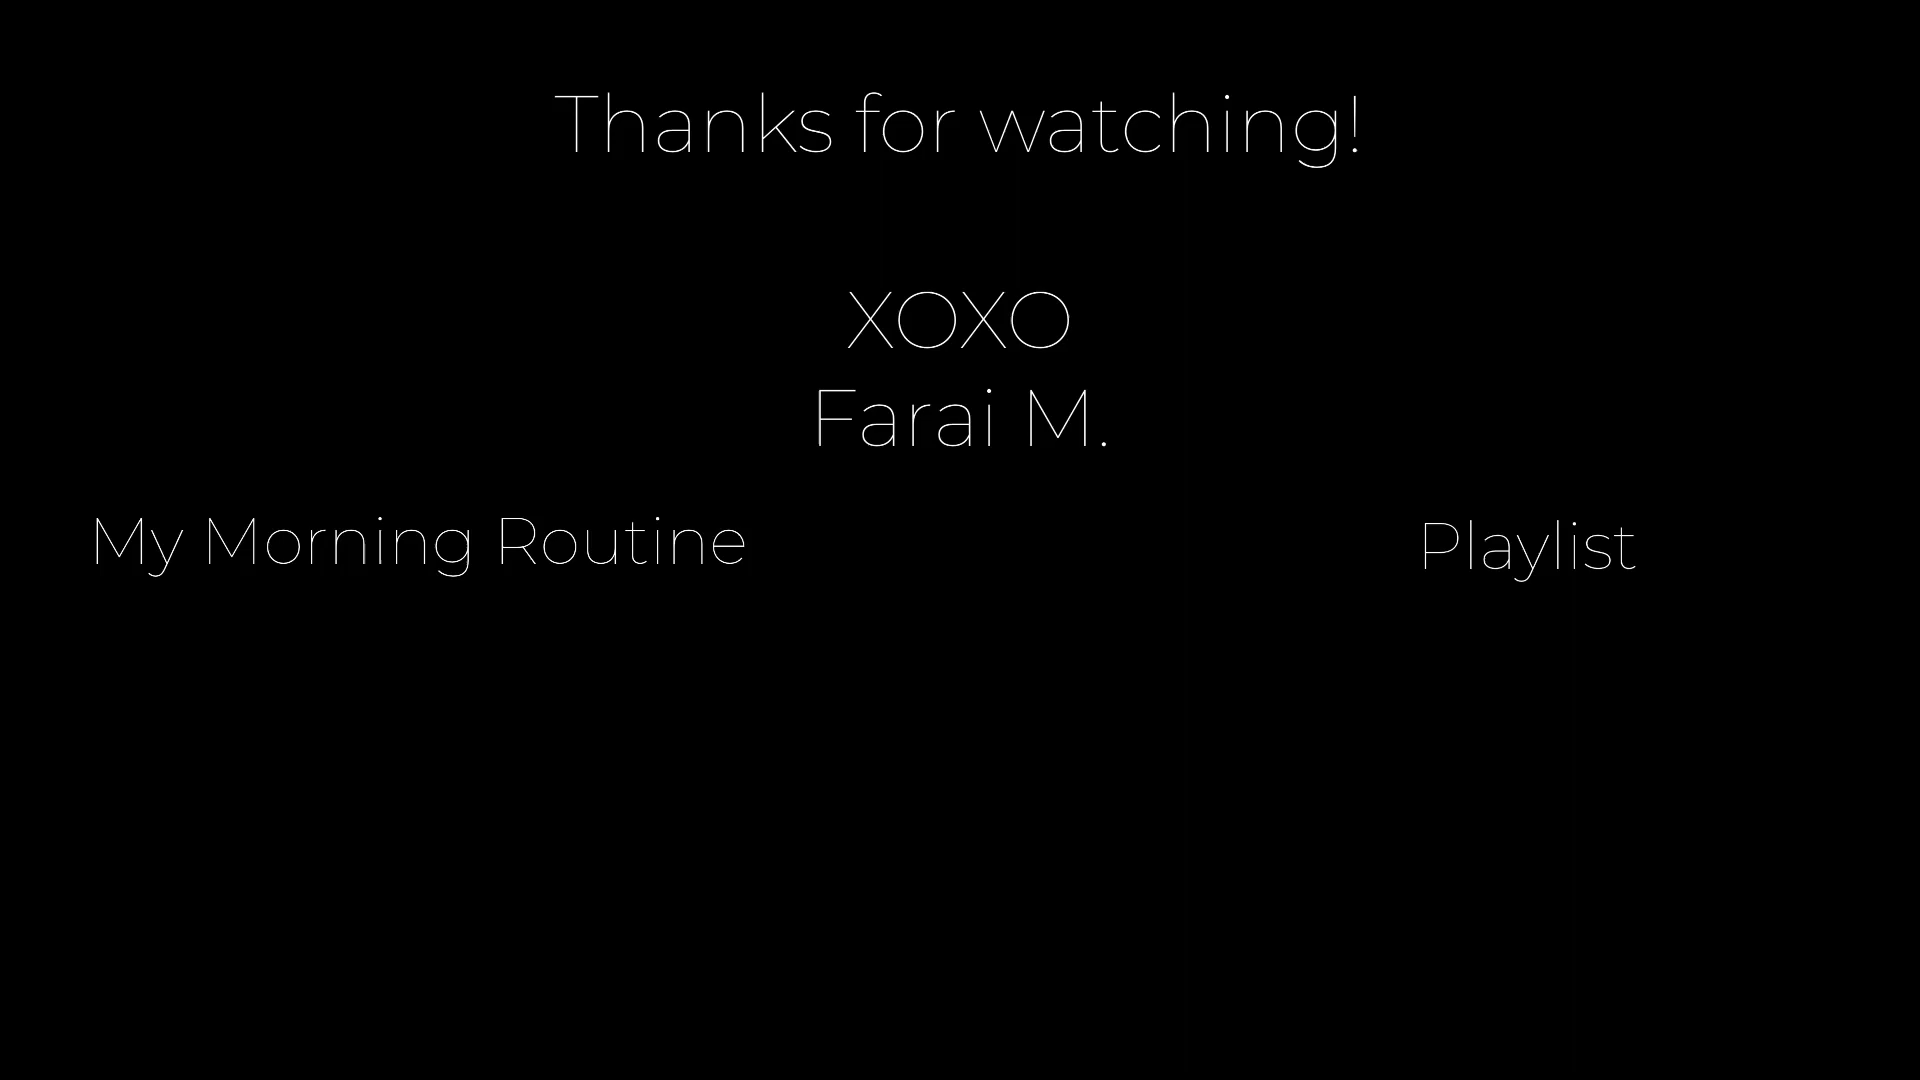 Thanks for watching!
XOXO
Farai M.
My Morning Routine
Playlist